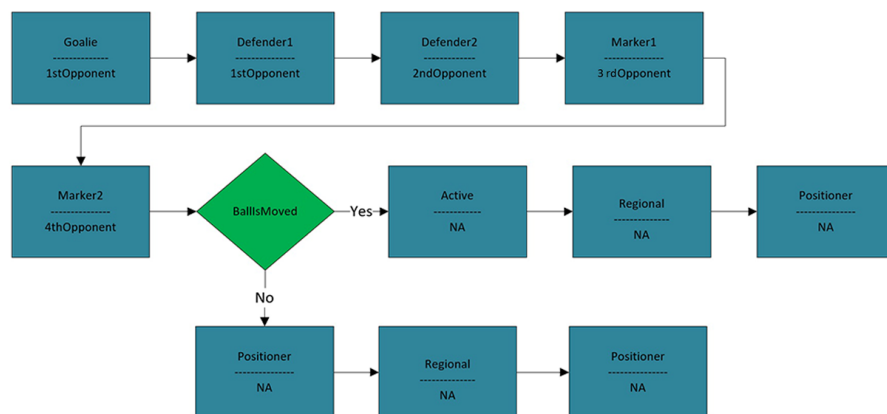 Goalie
--------------
1stOpponent
Defender1
--------------
1stOpponent
Defender2
--------------
2ndOpponent
Marker1
--------------
3 rdOpponent
Marker2
--------------
4thOpponent
BallIsMoved
Yes
Active
------------
NA
Regional
--------------
NA
Positioner
--------------
NA
No
Positioner
--------------
NA
Regional
--------------
NA
Positioner
--------------
NA